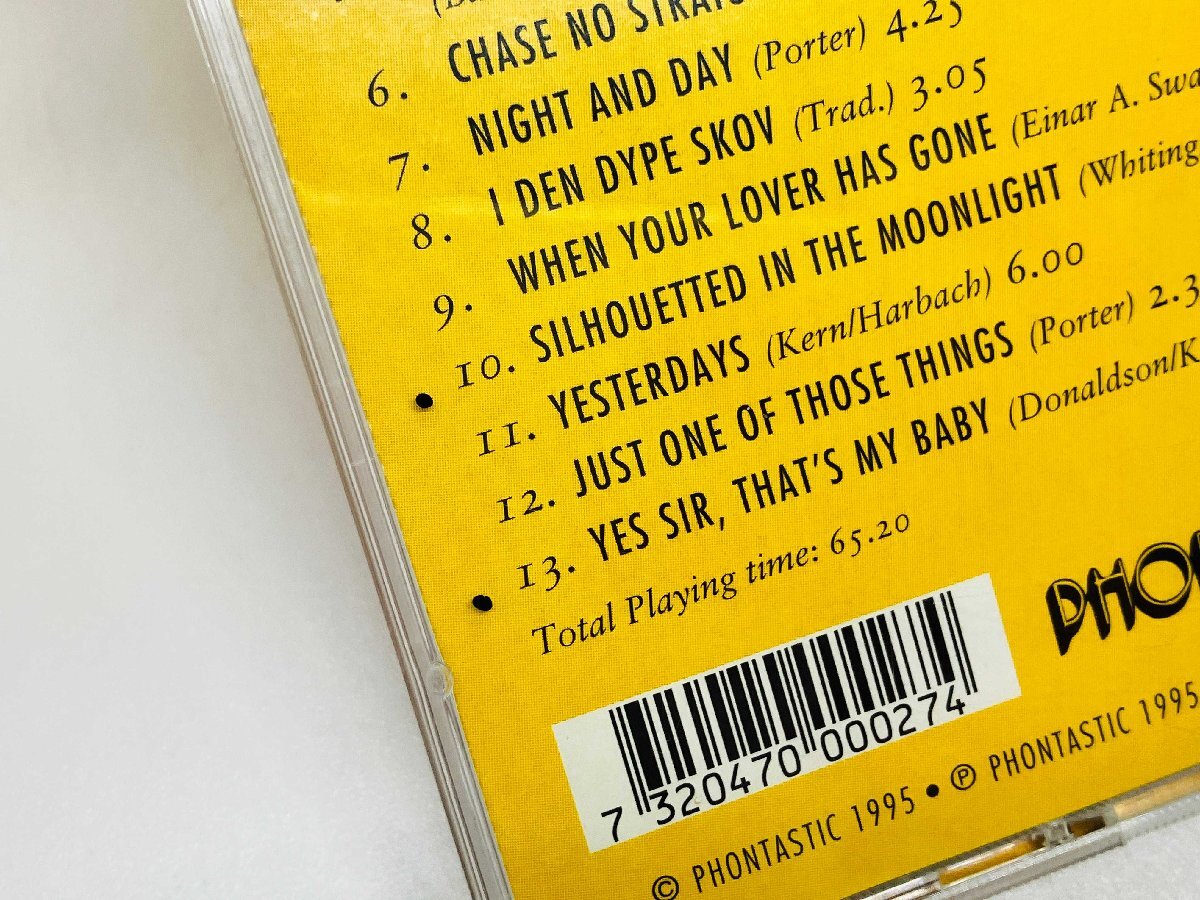 6. CHASE NO
7. NIGHT AND DAY (Porter) 4.25
8. I DEN DYPE SKOV (Trad.) 3.05
9. WHEN YOUR LOVER HAS GONE (Einar A.
10. SILHOUETTED IN THE MOONLIGHT (Whiting
• 11. YESTERDAYS (Kern/Harbach) 6.00
12. JUST ONE OF THOSE THINGS (Porter)
• 13. YES SIR, THAT'S MY BABY (Donaldson/K
Total Playing time: 65.20
7 320470 000274
© PHONTASTIC 1995 • ℗ PHONTASTIC 1995